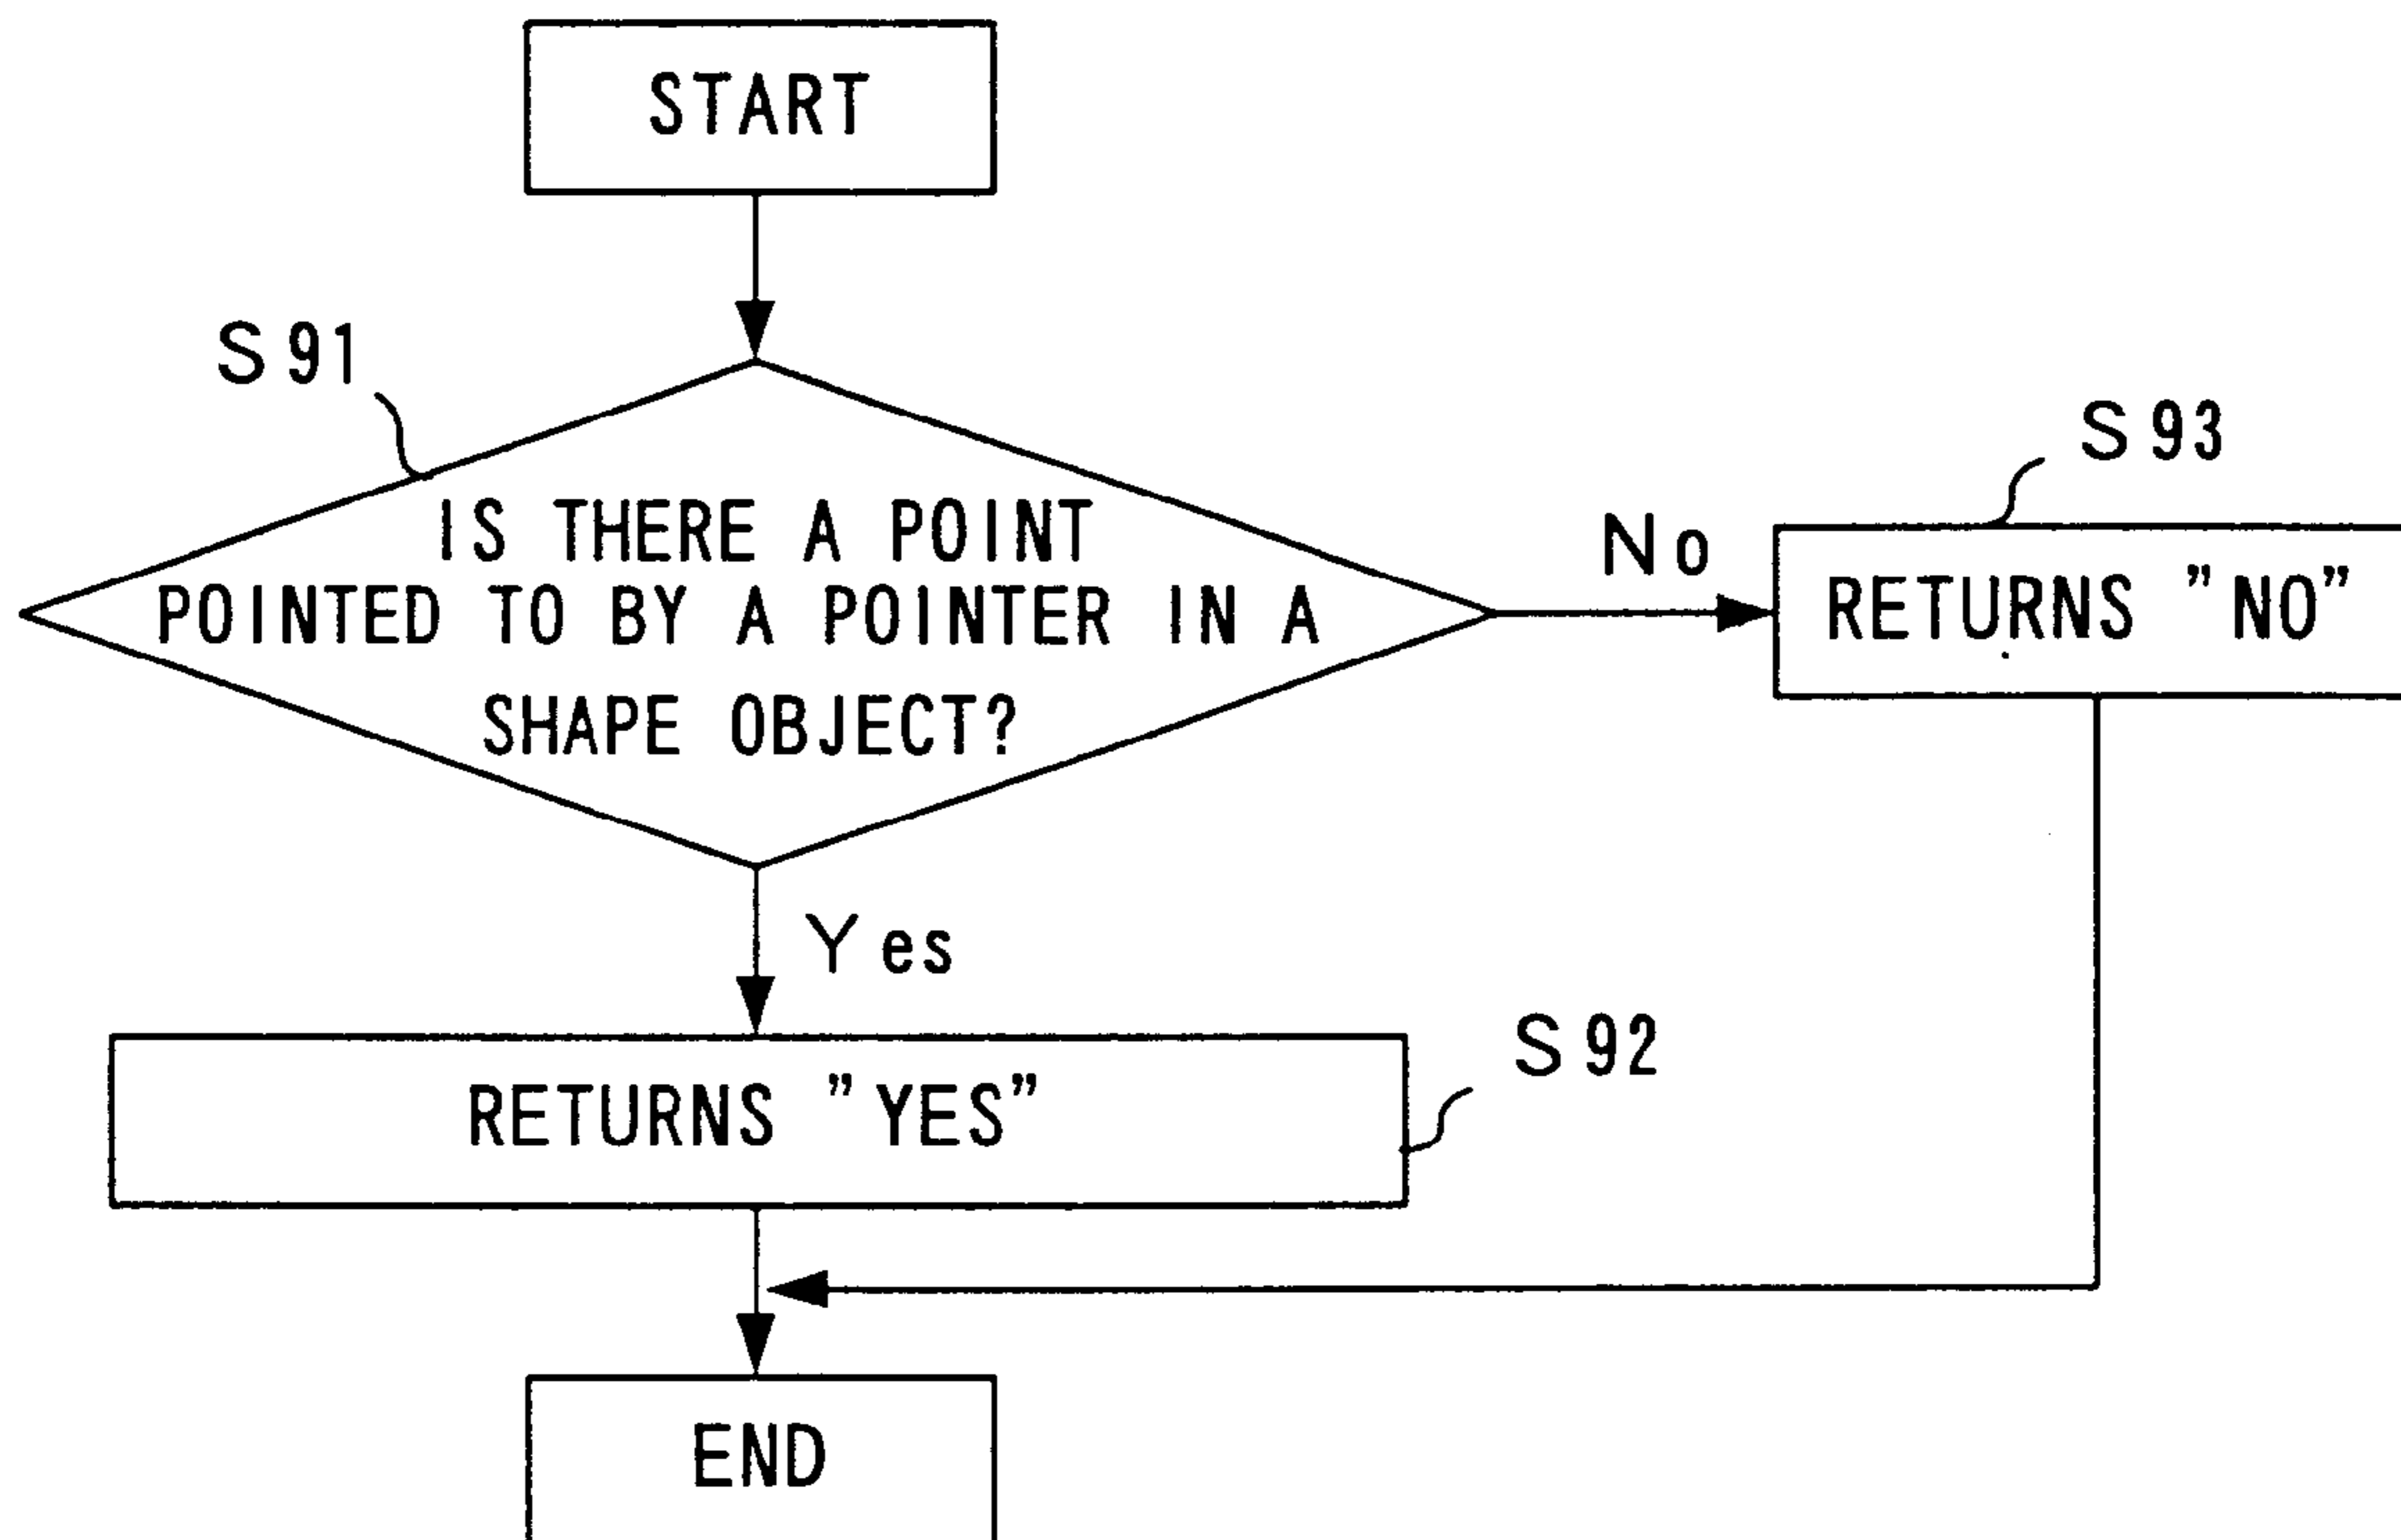 START
S91
IS THERE A POINT
POINTED TO BY A POINTER IN A
SHAPE OBJECT?
No
S93
RETURNS ”NO”
Yes
S92
RETURNS ”YES”
END